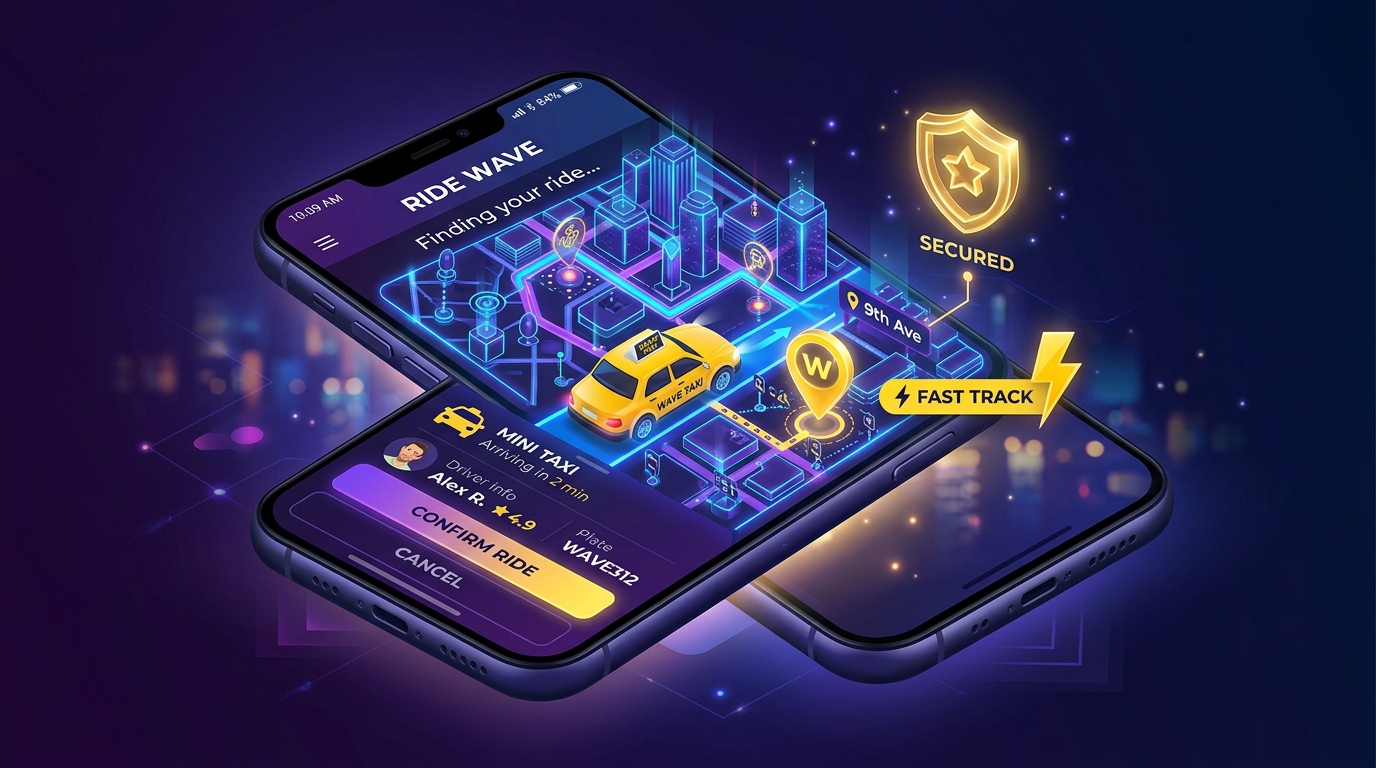 10:09 AM
84%
RIDE WAVE
Finding your ride...
SECURED
9th Ave
W
FAST TRACK
WAVE TAXI
MINI TAXI
Arriving in 2 min
Driver info
Alex R. ★4.9
Plate
WAVE312
CONFIRM RIDE
CANCEL